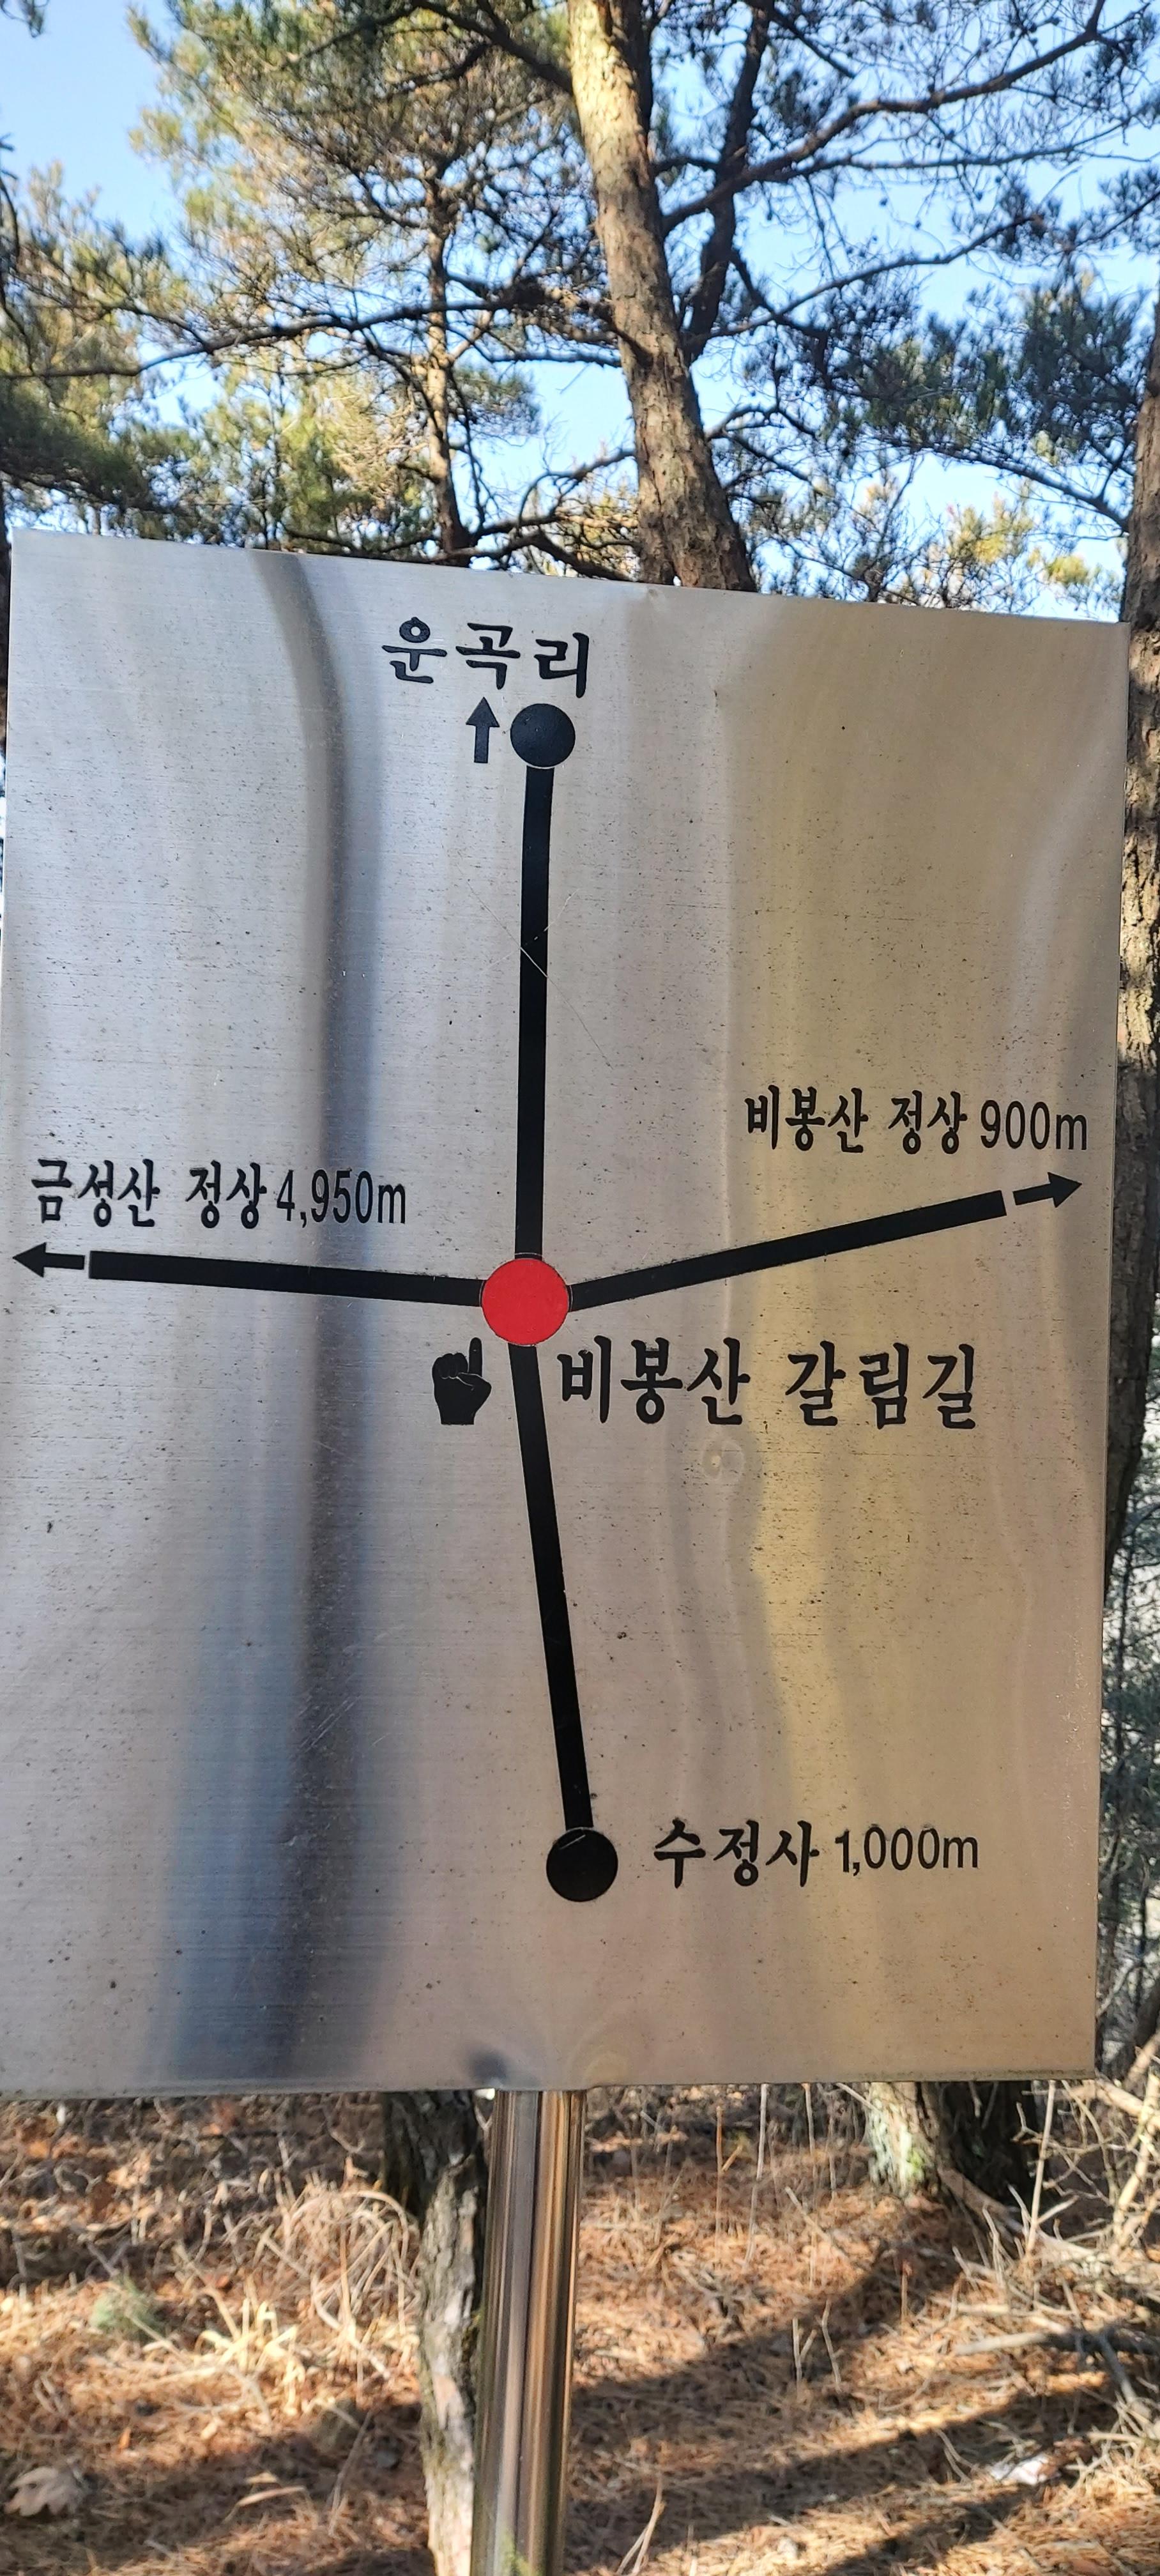 운곡리
비봉산 정상 900m
금성산 정상 4,950m
비봉산 갈림길
수정사 1,000m